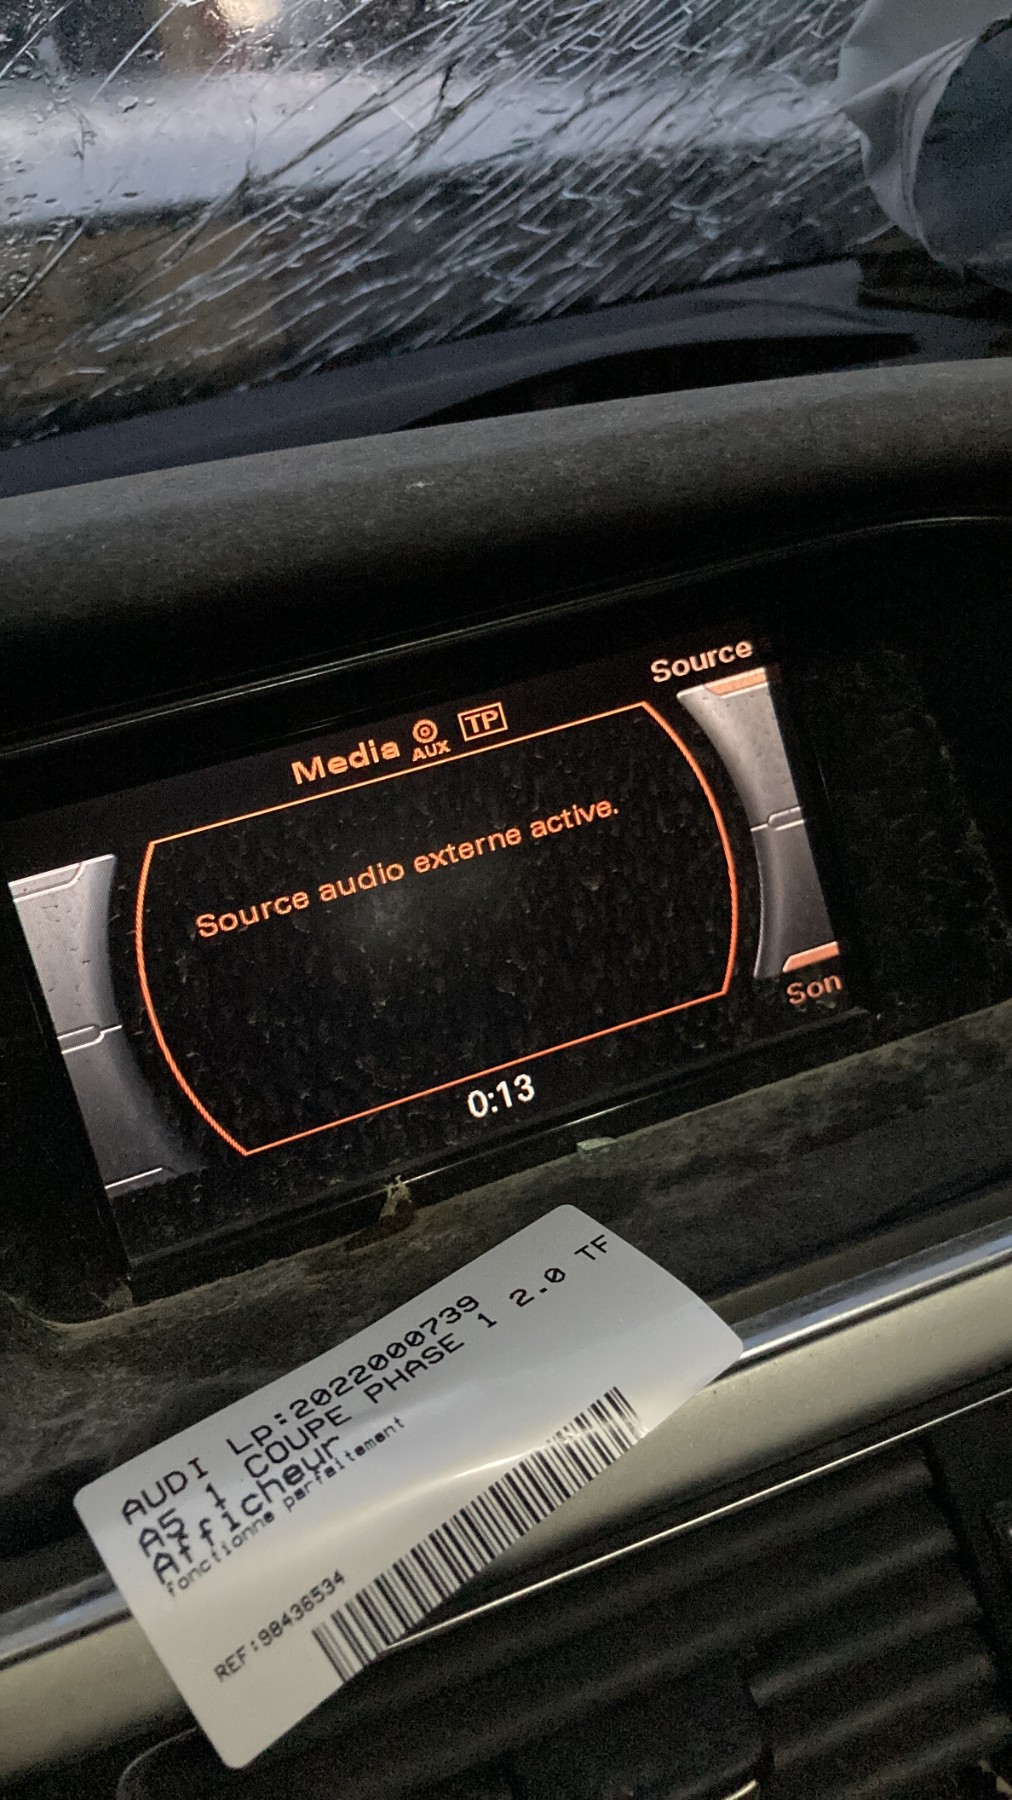 Source
Media AUX TP
Source audio externe active.
Son
0:13
AUDI Lp:2022000739
A5 1 COUPE PHASE 1 2.0 TF
Afficheur
fonctionne parfaitement
REF:98436534